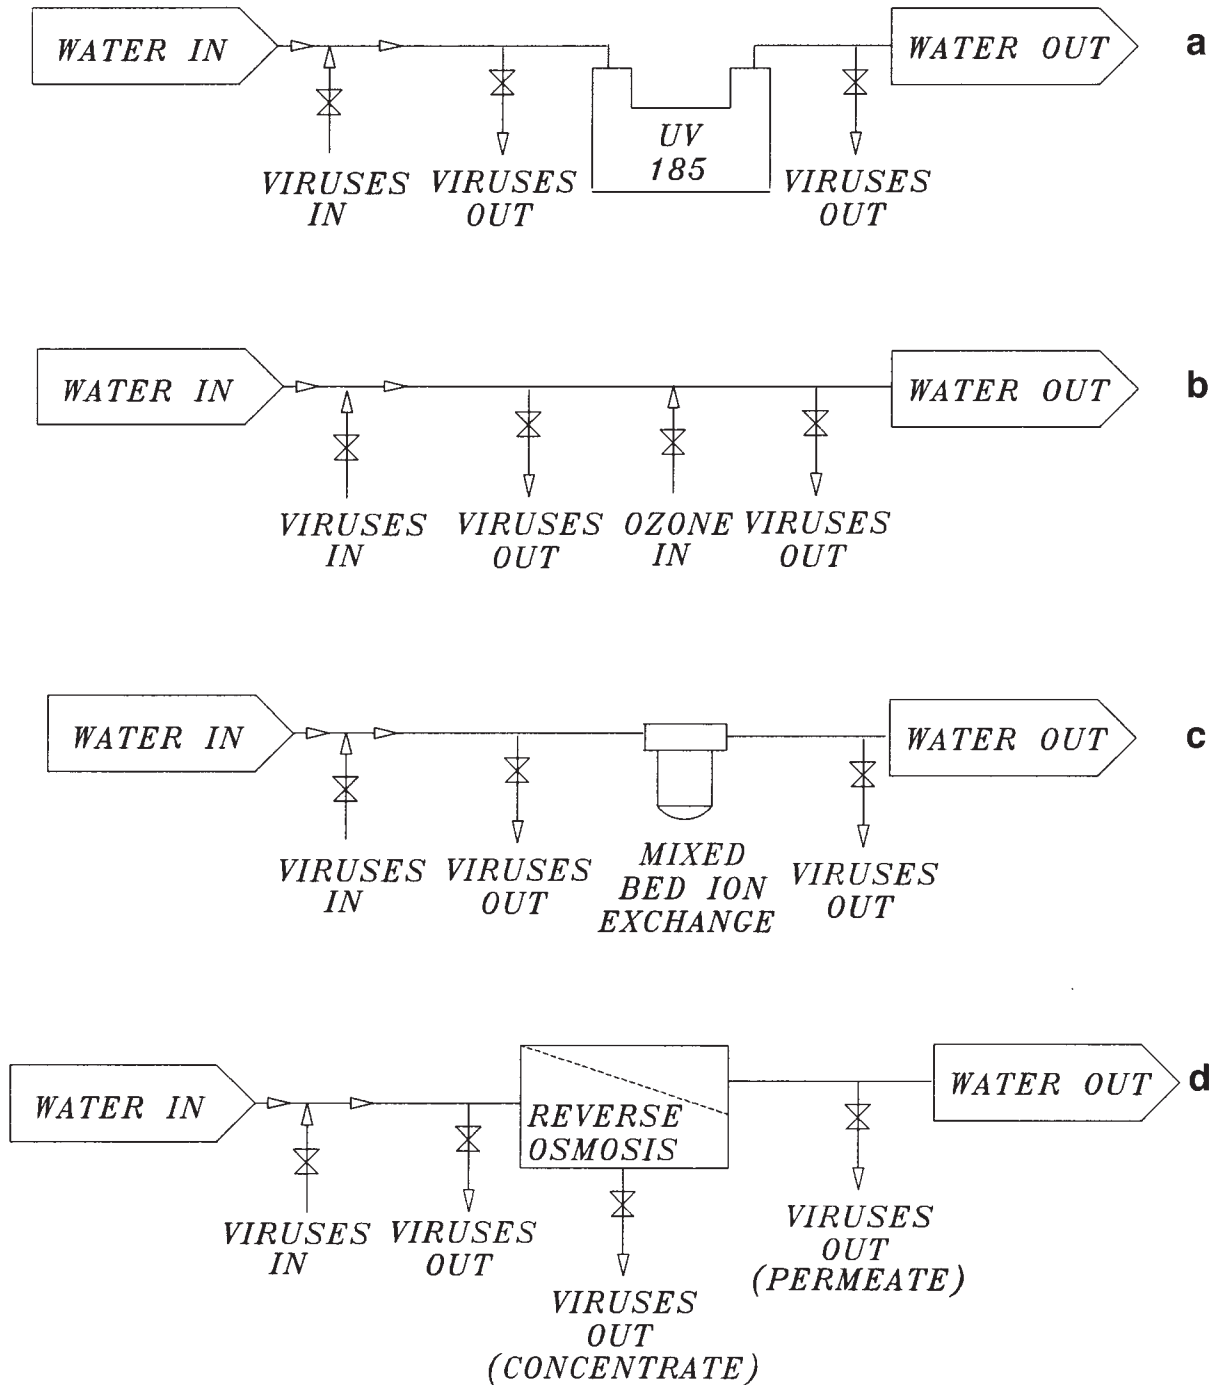 WATER IN
WATER OUT
a
UV
185
VIRUSES
IN
VIRUSES
OUT
VIRUSES
OUT
WATER IN
WATER OUT
b
VIRUSES
IN
VIRUSES
OUT
OZONE
IN
VIRUSES
OUT
WATER IN
WATER OUT
c
VIRUSES
IN
VIRUSES
OUT
MIXED
BED ION
EXCHANGE
VIRUSES
OUT
WATER IN
WATER OUT
d
REVERSE
OSMOSIS
VIRUSES
IN
VIRUSES
OUT
VIRUSES
OUT
(CONCENTRATE)
VIRUSES
OUT
(PERMEATE)